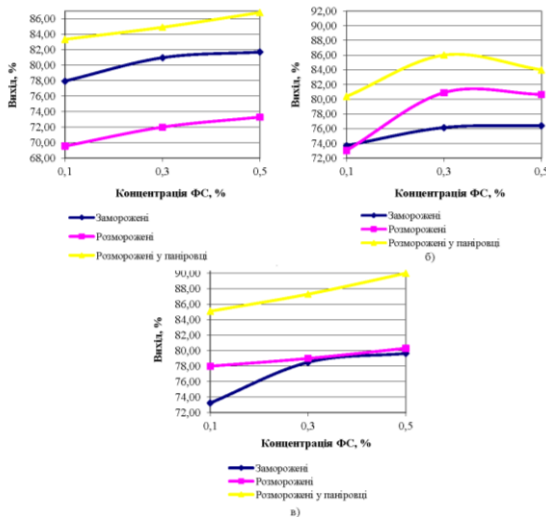 86,00
84,00
82,00
80,00
78,00
76,00
74,00
72,00
70,00
68,00
Вихід, %
0,1 0,3 0,5
Концентрація ФС, %
Заморожені
Розморожені
Розморожені у паніровці
92,00
90,00
88,00
86,00
84,00
82,00
80,00
78,00
76,00
74,00
72,00
Вихід, %
0,1 0,3 0,5
Концентрація ФС, %
Заморожені
Розморожені
Розморожені у паніровці
б)
90,00
88,00
86,00
84,00
82,00
80,00
78,00
76,00
74,00
72,00
Вихід, %
0,1 0,3 0,5
Концентрація ФС, %
Заморожені
Розморожені
Розморожені у паніровці
в)